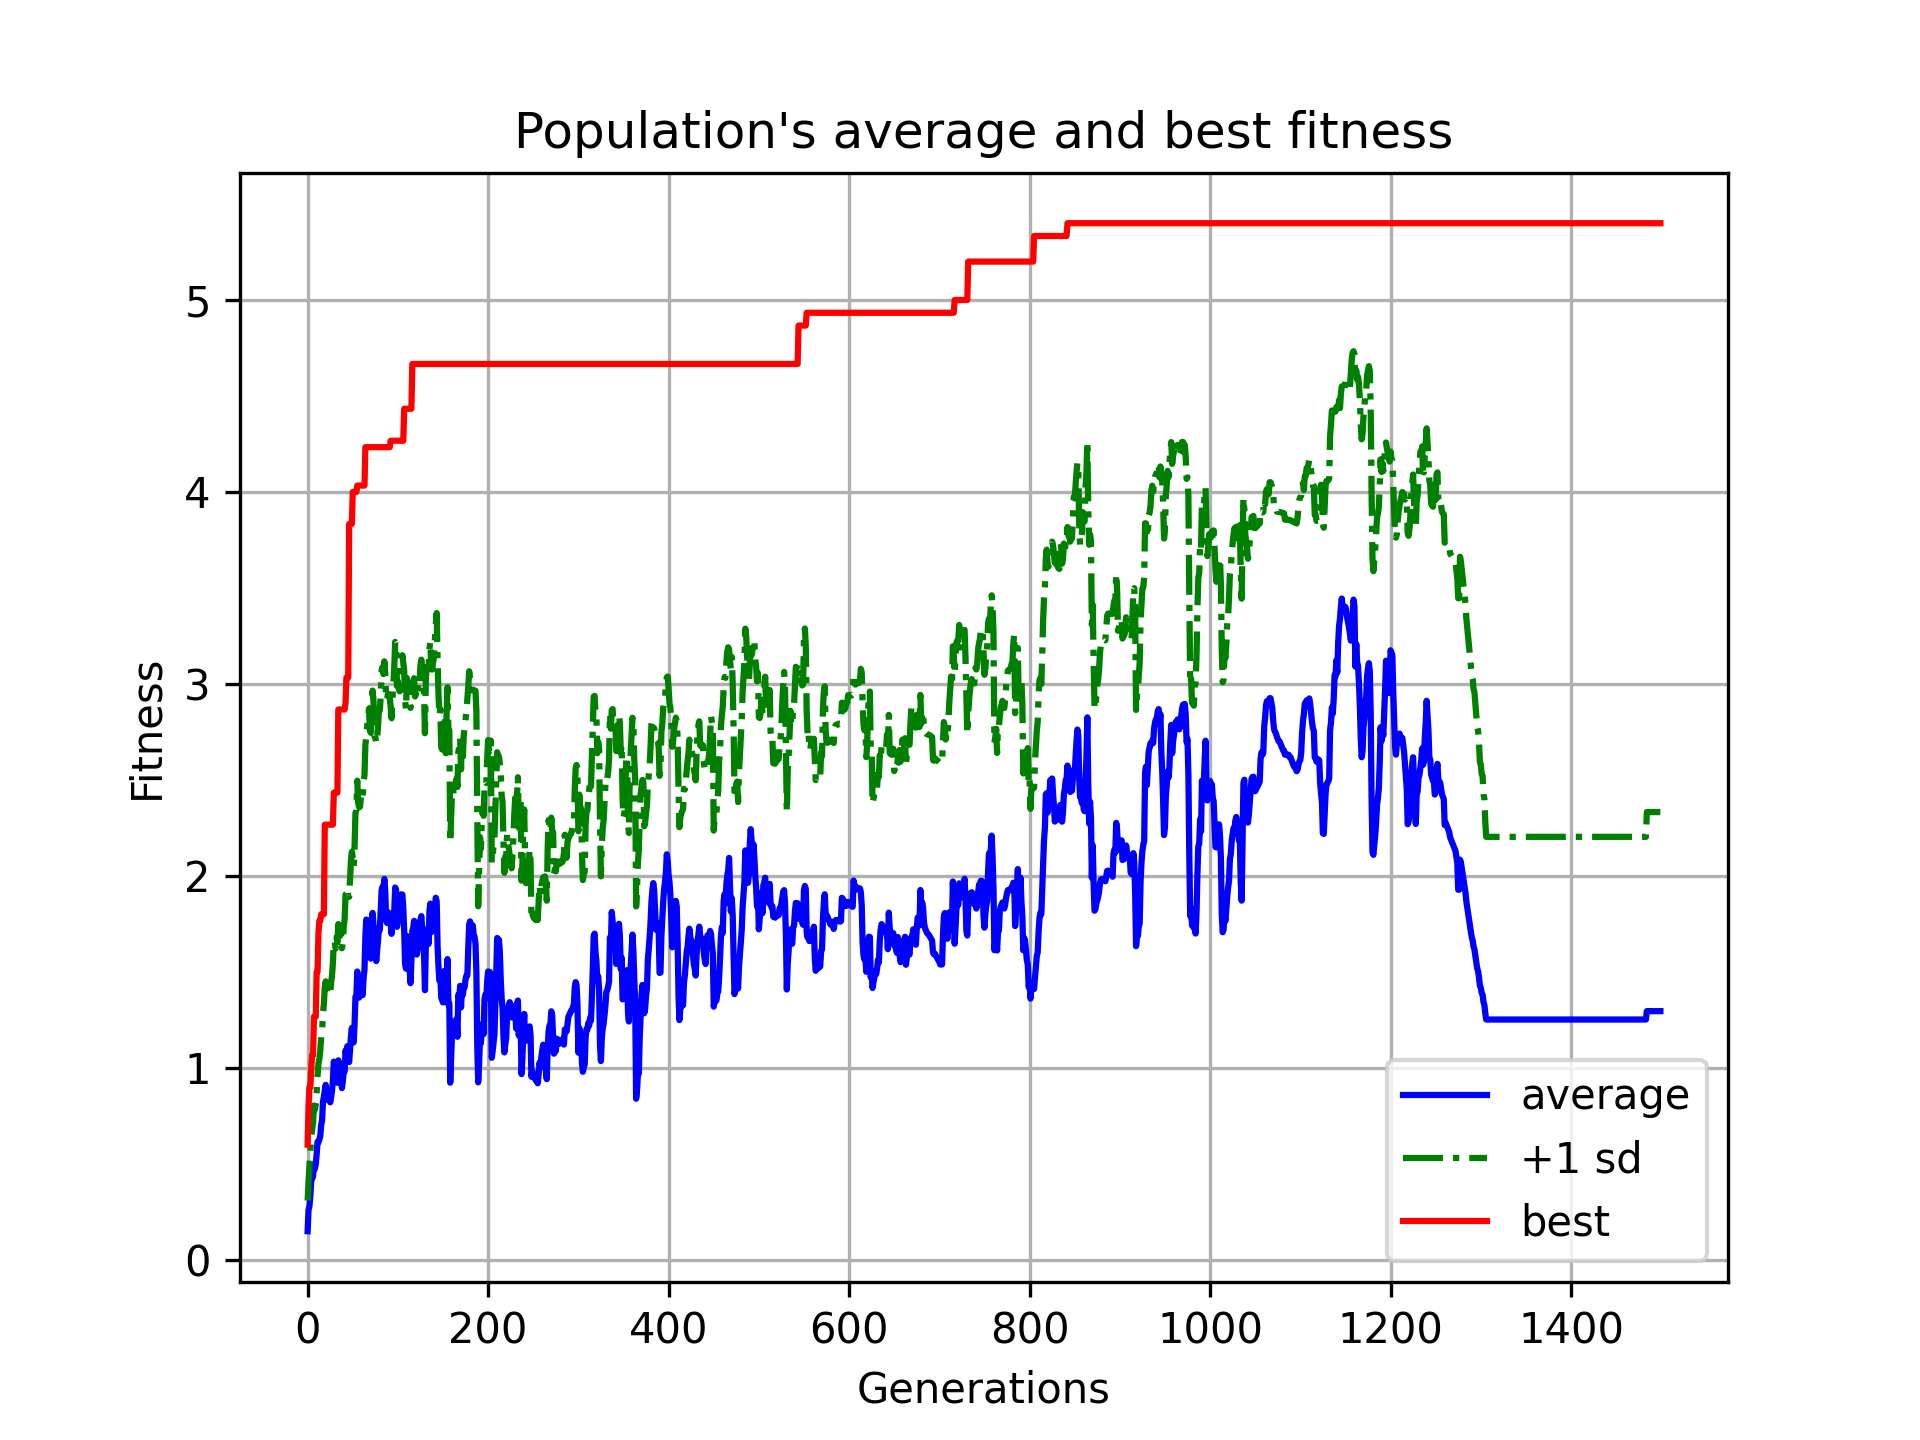 Population's average and best fitness
Fitness
5
4
3
2
1
0
0 200 400 600 800 1000 1200 1400
Generations
average
+1 sd
best